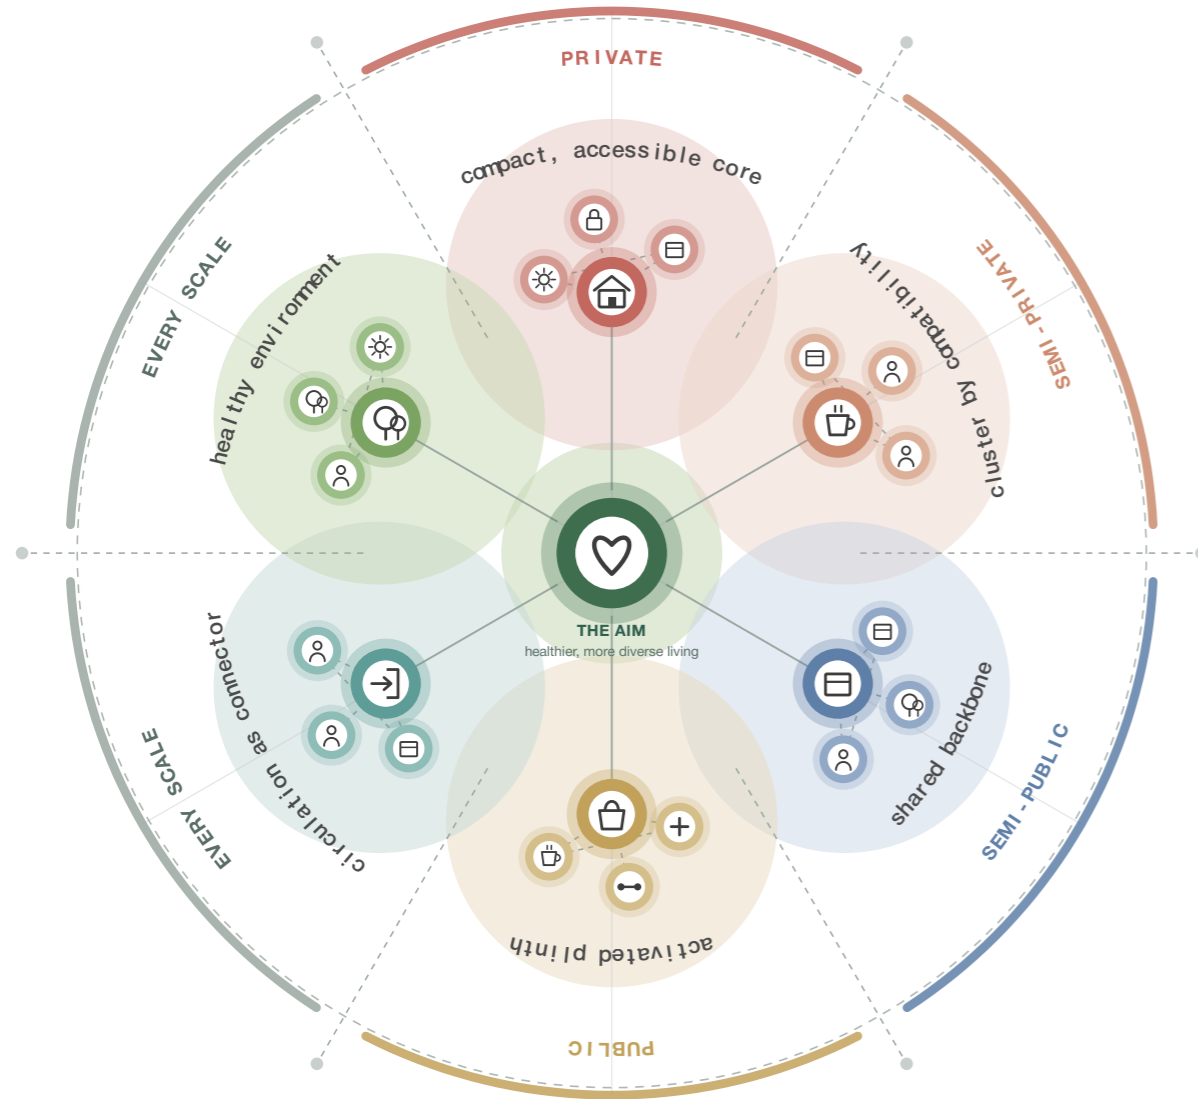 PRIVATE
compact, accessible core
SEMI-PRIVATE
cluster by compatibility
SEMI-PUBLIC
shared backbone
PUBLIC
activated plinth
EVERY SCALE
circulation as connector
EVERY SCALE
healthy environment
THE AIM
healthier, more diverse living